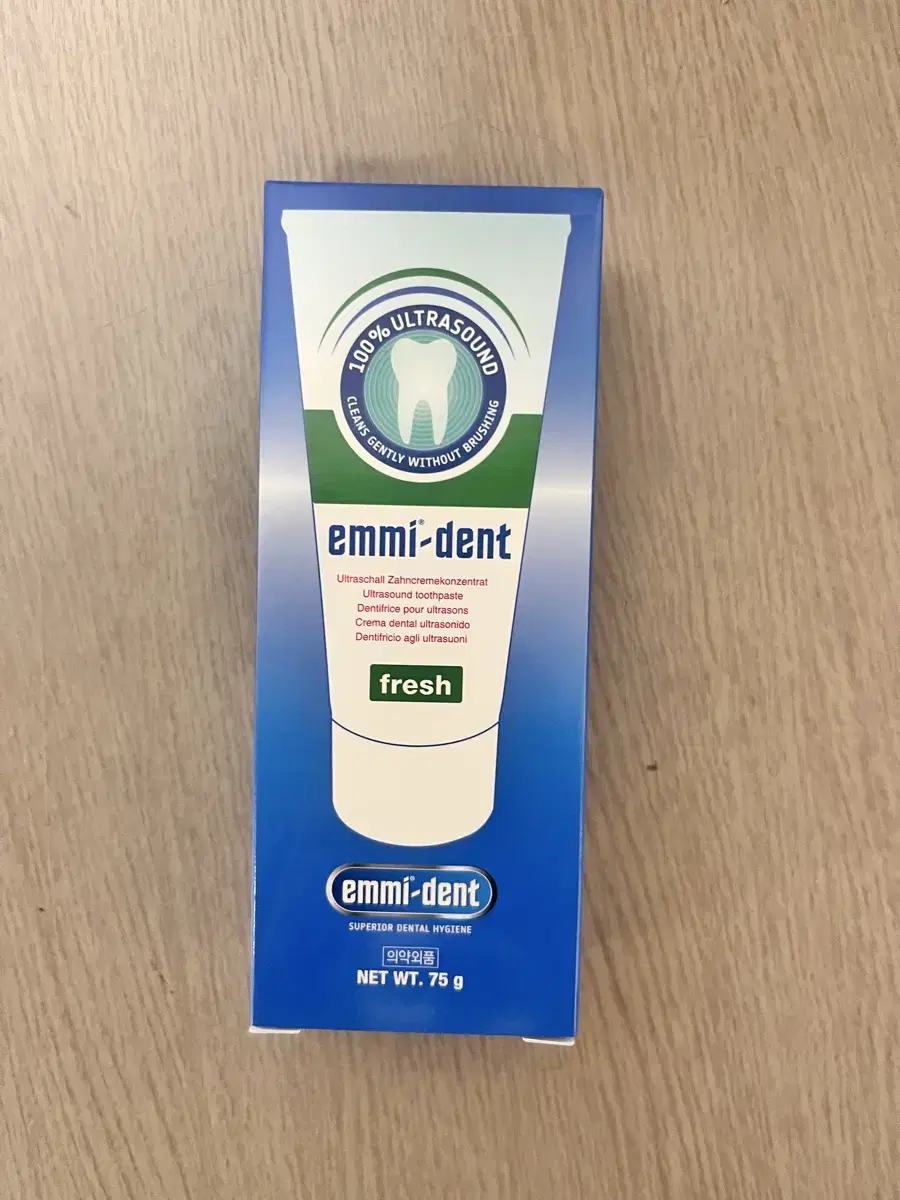 100% ULTRASOUND
CLEANS GENTLY WITHOUT BRUSHING
emmi®-dent
Ultraschall Zahncremekonzentrat
Ultrasound toothpaste
Dentifrice pour ultrasons
Crema dental ultrasonido
Dentifricio agli ultrasuoni
fresh
emmi®-dent
SUPERIOR DENTAL HYGIENE
의약외품
NET WT. 75 g